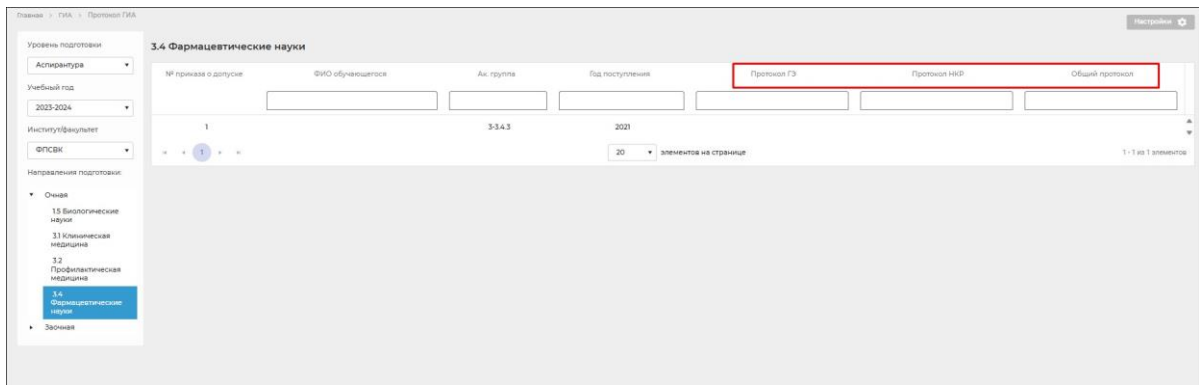 Главная > ГИА > Протокол ГИА
Настройки
Уровень подготовки
Аспирантура
Учебный год
2023-2024
Институт/факультет
ФПСВК
Направления подготовки:
Очная
1.5 Биологические
науки
3.1 Клиническая
медицина
3.2
Профилактическая
медицина
3.4
Фармацевтические
науки
Заочная
3.4 Фармацевтические науки
№ приказа о допуске ФИО обучающегося Ак. группа Год поступления Протокол ГЭ Протокол НКР Общий протокол
1 3-3.4.3 2021
1 20 элементов на странице 1 - 1 из 1 элементов